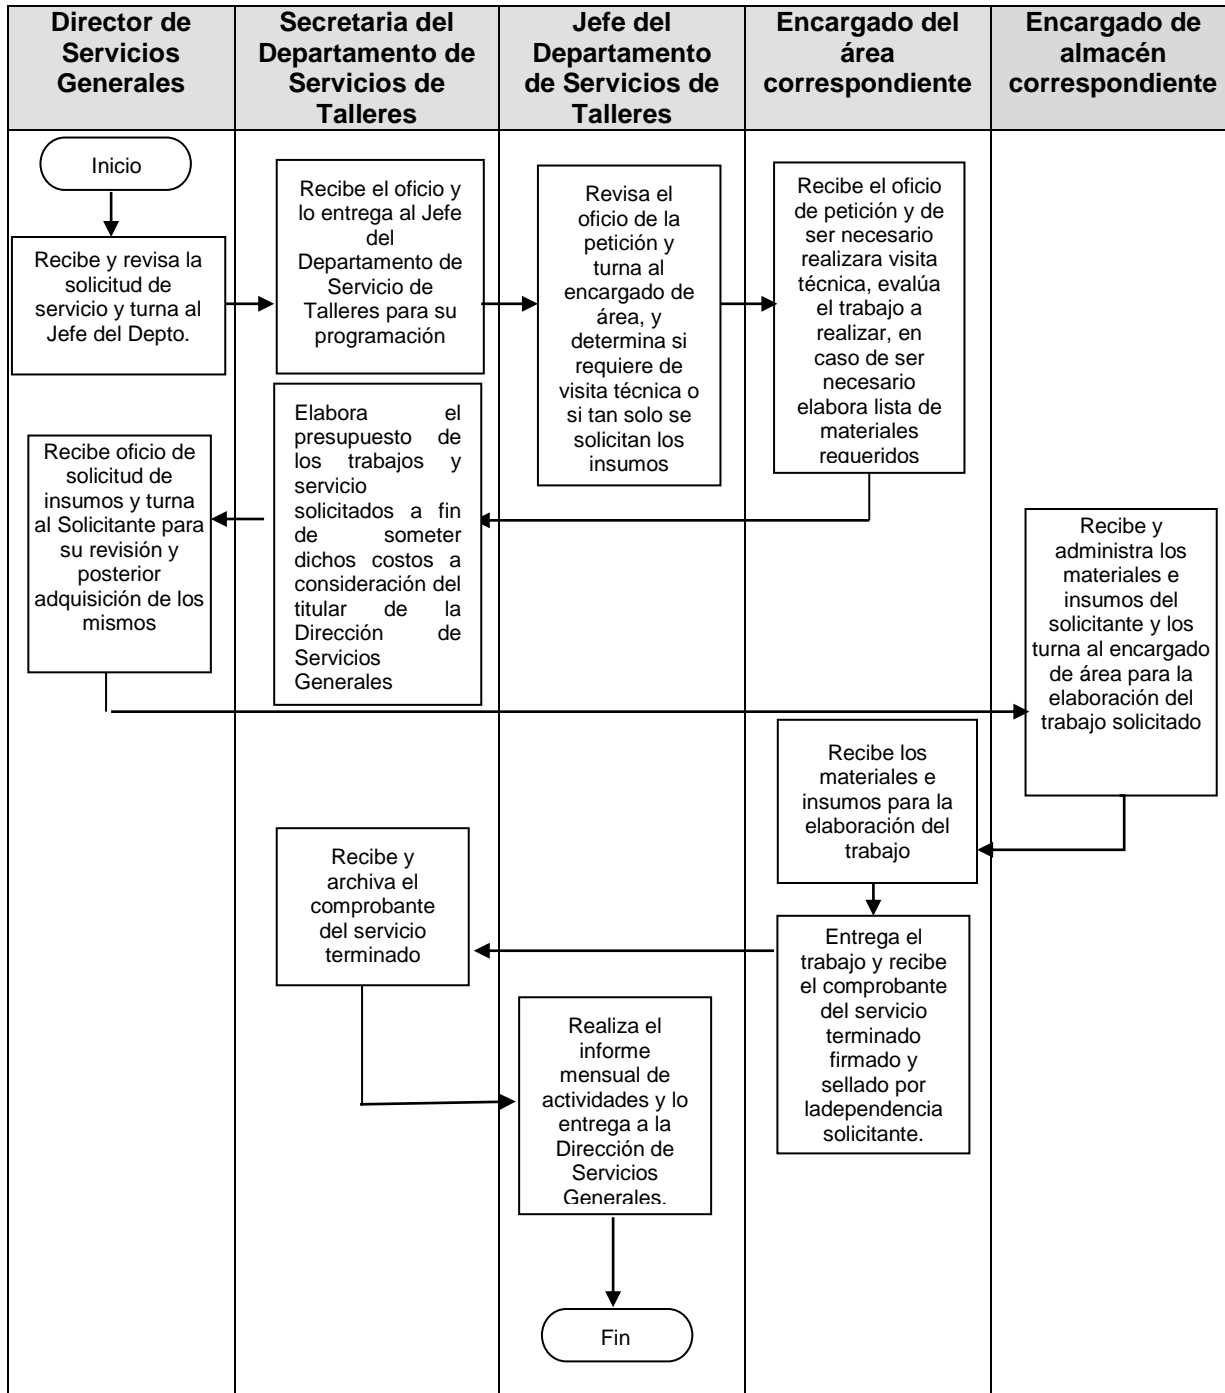 Director de
Servicios
Generales
Secretaria del
Departamento de
Servicios de
Talleres
Jefe del
Departamento
de Servicios de
Talleres
Encargado del
área
correspondiente
Encargado de
almacén
correspondiente
Inicio
Recibe y revisa la
solicitud de
servicio y turna al
Jefe del Depto.
Recibe el oficio y
lo entrega al Jefe
del
Departamento de
Servicio de
Talleres para su
programación
Revisa el
oficio de la
petición y
turna al
encargado de
área, y
determina si
requiere de
visita técnica o
si tan solo se
solicitan los
insumos
Recibe el oficio
de petición y de
ser necesario
realizara visita
técnica, evalúa
el trabajo a
realizar, en
caso de ser
necesario
elabora lista de
materiales
requeridos
Elabora el
presupuesto de
los trabajos y
servicio
solicitados a fin
de someter
dichos costos a
consideración del
titular de la
Dirección de
Servicios
Generales
Recibe oficio de
solicitud de
insumos y turna
al Solicitante para
su revisión y
posterior
adquisición de los
mismos
Recibe y
administra los
materiales e
insumos del
solicitante y los
turna al encargado
de área para la
elaboración del
trabajo solicitado
Recibe los
materiales e
insumos para la
elaboración del
trabajo
Entrega el
trabajo y recibe
el comprobante
del servicio
terminado
firmado y
sellado por
ladependencia
solicitante.
Recibe y
archiva el
comprobante
del servicio
terminado
Realiza el
informe
mensual de
actividades y lo
entrega a la
Dirección de
Servicios
Generales.
Fin